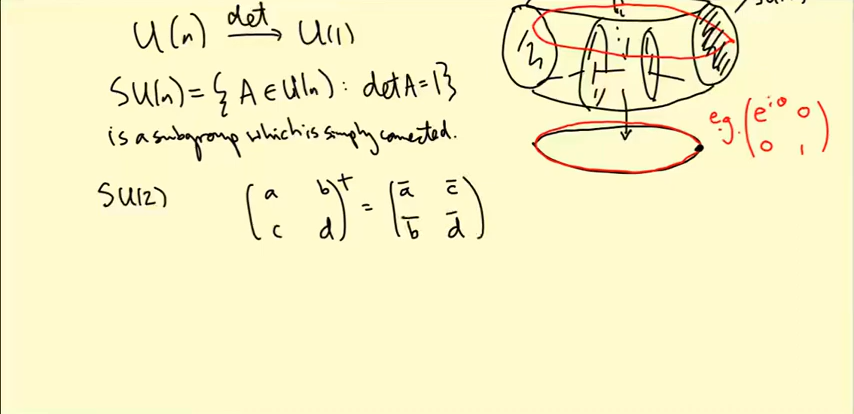 U(n) —det→ U(1)
SU(n) = { A ∈ U(n) : det A = 1 }
is a subgroup which is simply connected.
e.g. ( e^{iθ} 0
0 1 )
SU(2) ( a b
c d )† = ( ā c̄
b̄ d̄ )